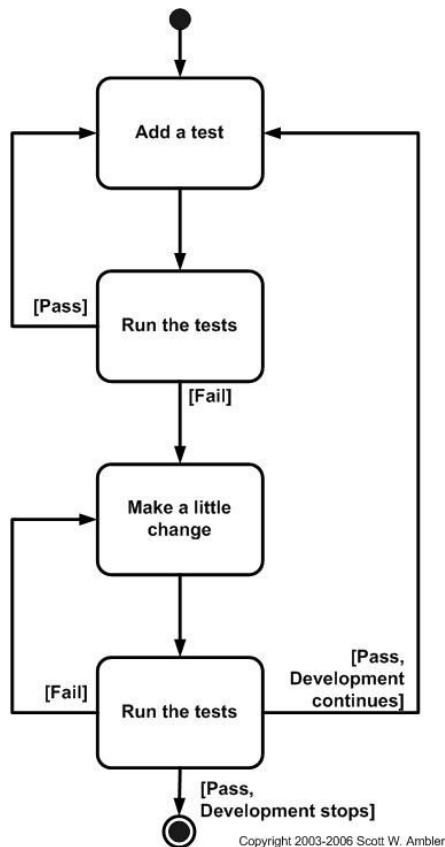 Add a test
[Pass]
Run the tests
[Fail]
Make a little
change
[Pass,
Development
continues]
[Fail]
Run the tests
[Pass,
Development stops]
Copyright 2003-2006 Scott W. Ambler